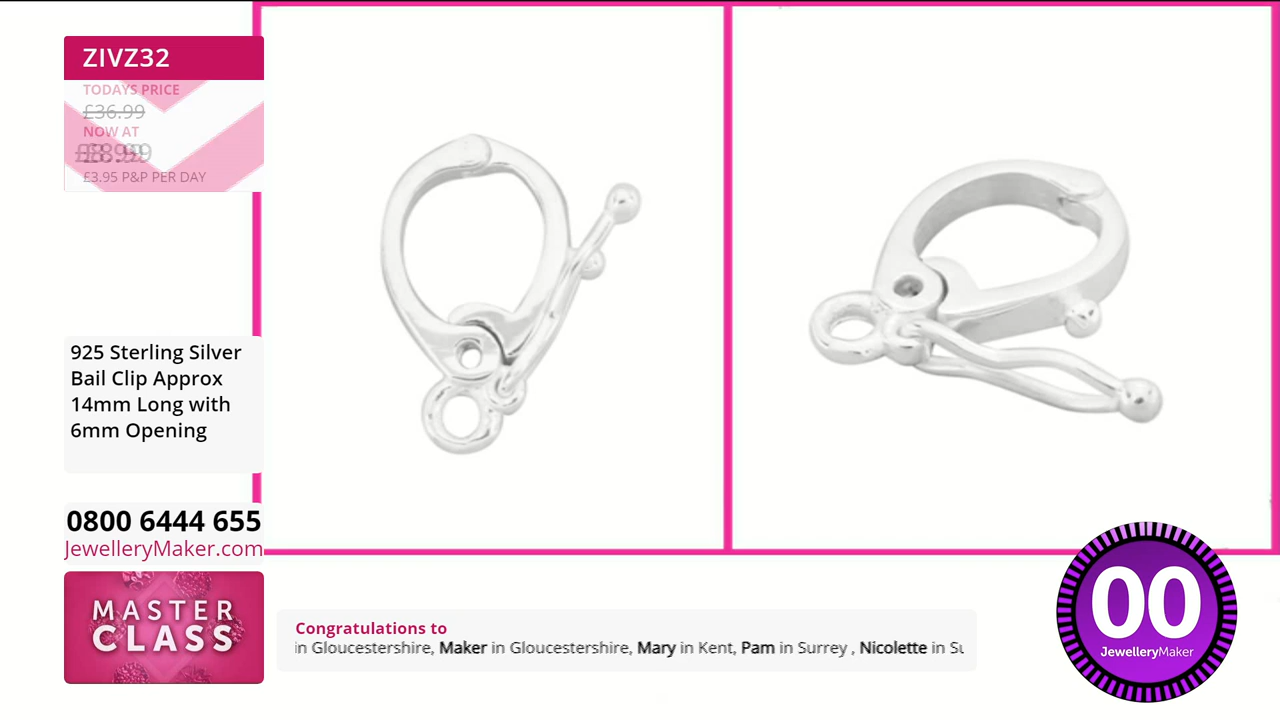 ZIVZ32
TODAYS PRICE
£36.99
NOW AT
£3.95 P&P PER DAY
925 Sterling Silver
Bail Clip Approx
14mm Long with
6mm Opening
0800 6444 655
JewelleryMaker.com
MASTER
CLASS
Congratulations to
in Gloucestershire, Maker in Gloucestershire, Mary in Kent, Pam in Surrey , Nicolette in
00
JewelleryMaker